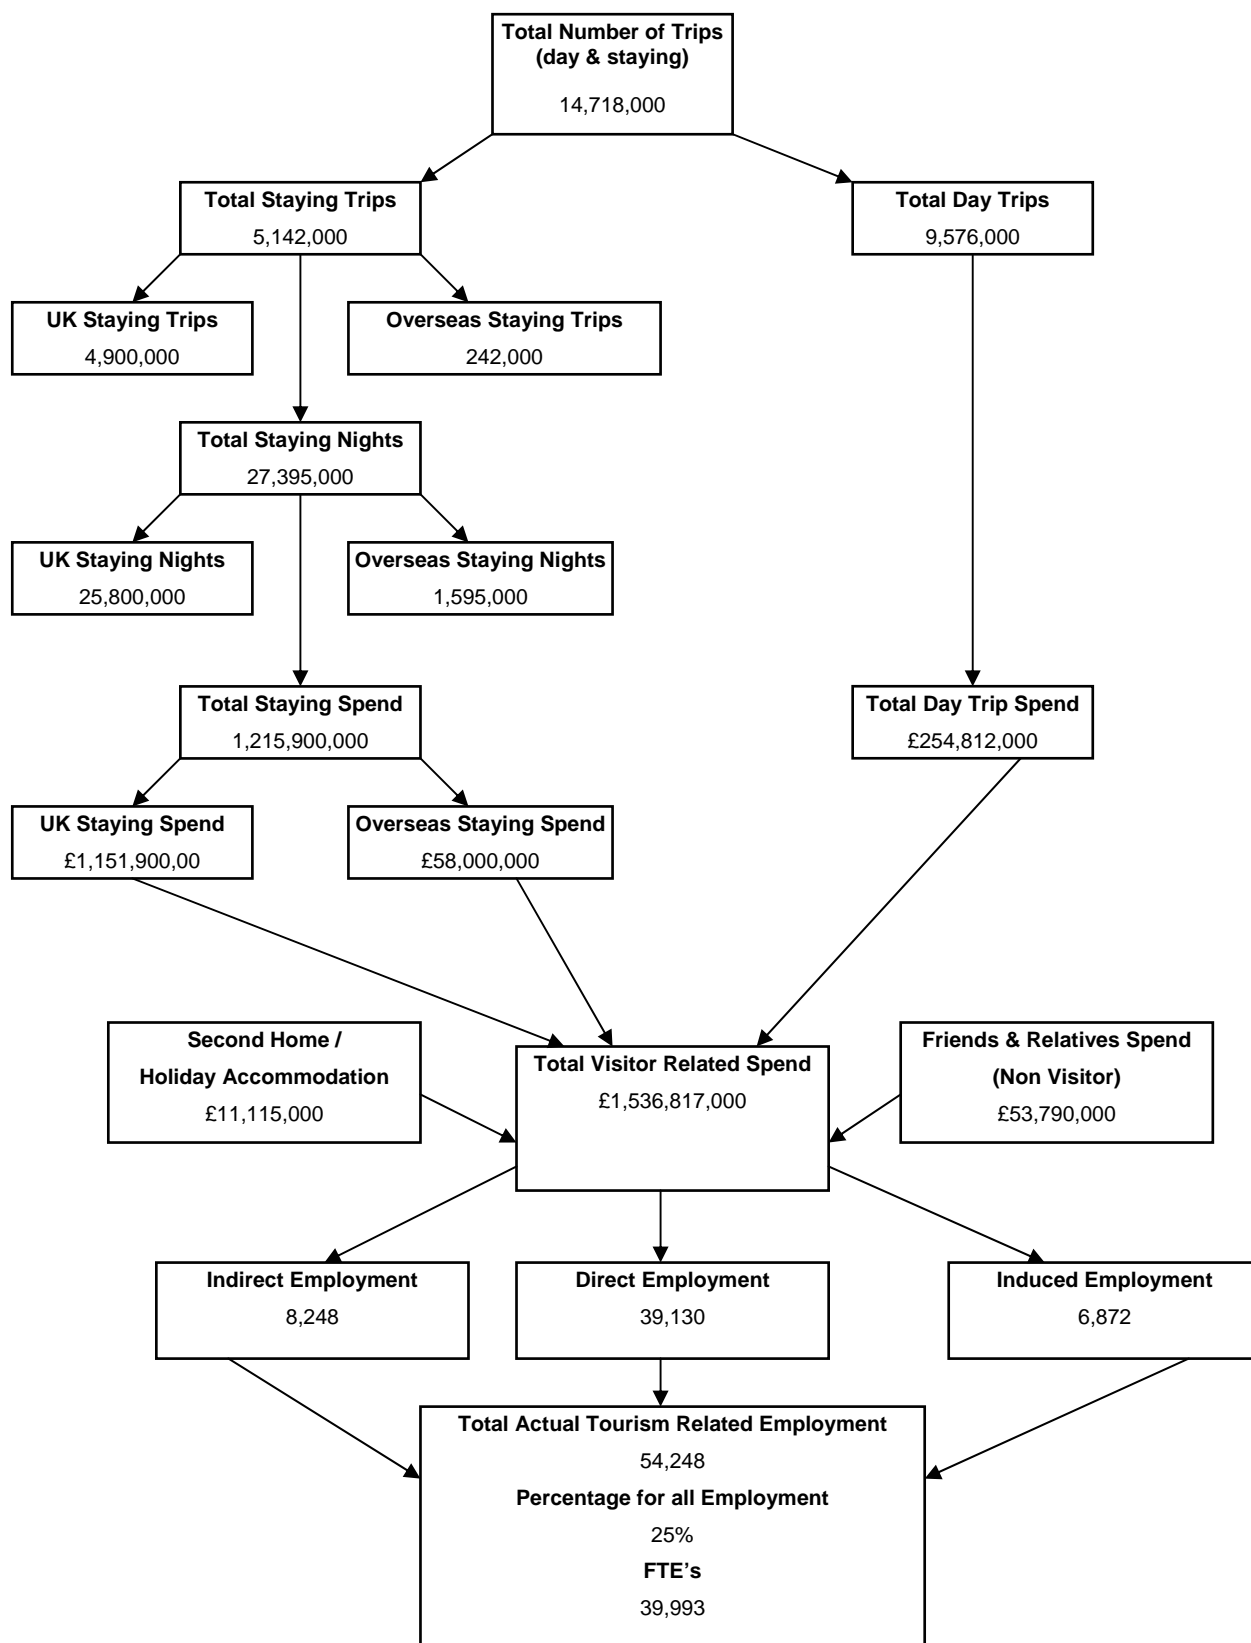 Total Number of Trips
(day & staying)
14,718,000
Total Staying Trips
5,142,000
Total Day Trips
9,576,000
UK Staying Trips
4,900,000
Overseas Staying Trips
242,000
Total Staying Nights
27,395,000
UK Staying Nights
25,800,000
Overseas Staying Nights
1,595,000
Total Staying Spend
1,215,900,000
Total Day Trip Spend
£254,812,000
UK Staying Spend
£1,151,900,00
Overseas Staying Spend
£58,000,000
Second Home /
Holiday Accommodation
£11,115,000
Total Visitor Related Spend
£1,536,817,000
Friends & Relatives Spend
(Non Visitor)
£53,790,000
Indirect Employment
8,248
Direct Employment
39,130
Induced Employment
6,872
Total Actual Tourism Related Employment
54,248
Percentage for all Employment
25%
FTE’s
39,993